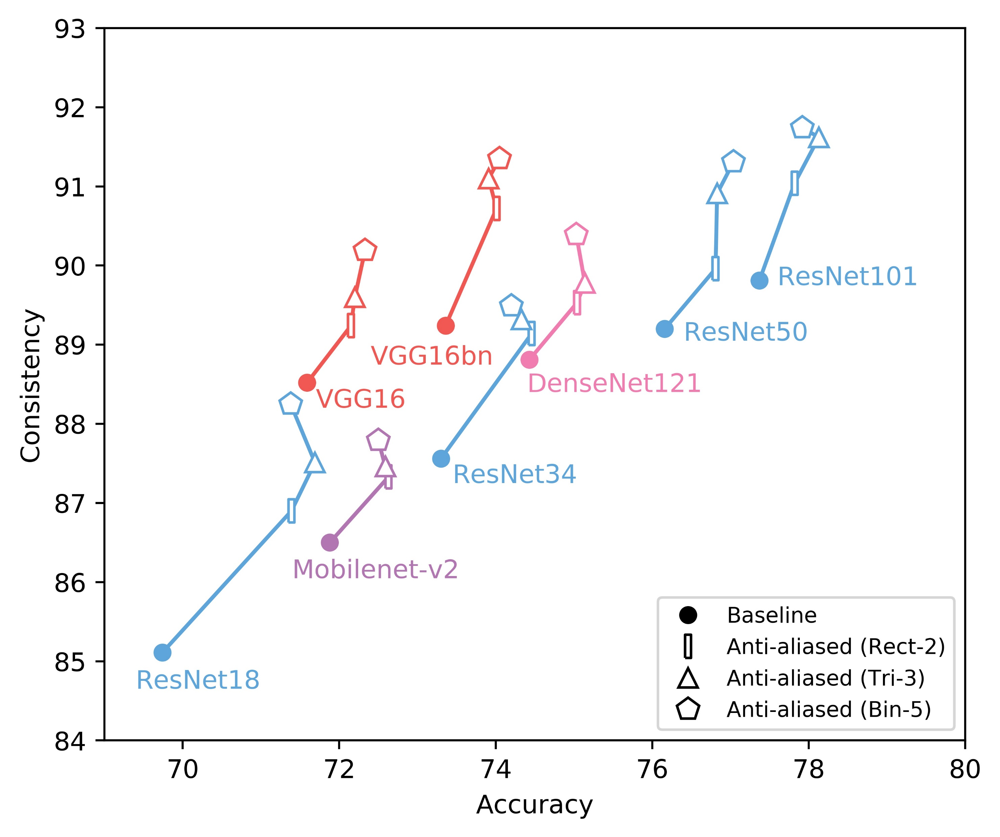 93
92
91
90
89
88
87
86
85
84
Consistency
ResNet101
ResNet50
VGG16bn
DenseNet121
VGG16
ResNet34
Mobilenet-v2
ResNet18
Baseline
Anti-aliased (Rect-2)
Anti-aliased (Tri-3)
Anti-aliased (Bin-5)
70 72 74 76 78 80
Accuracy